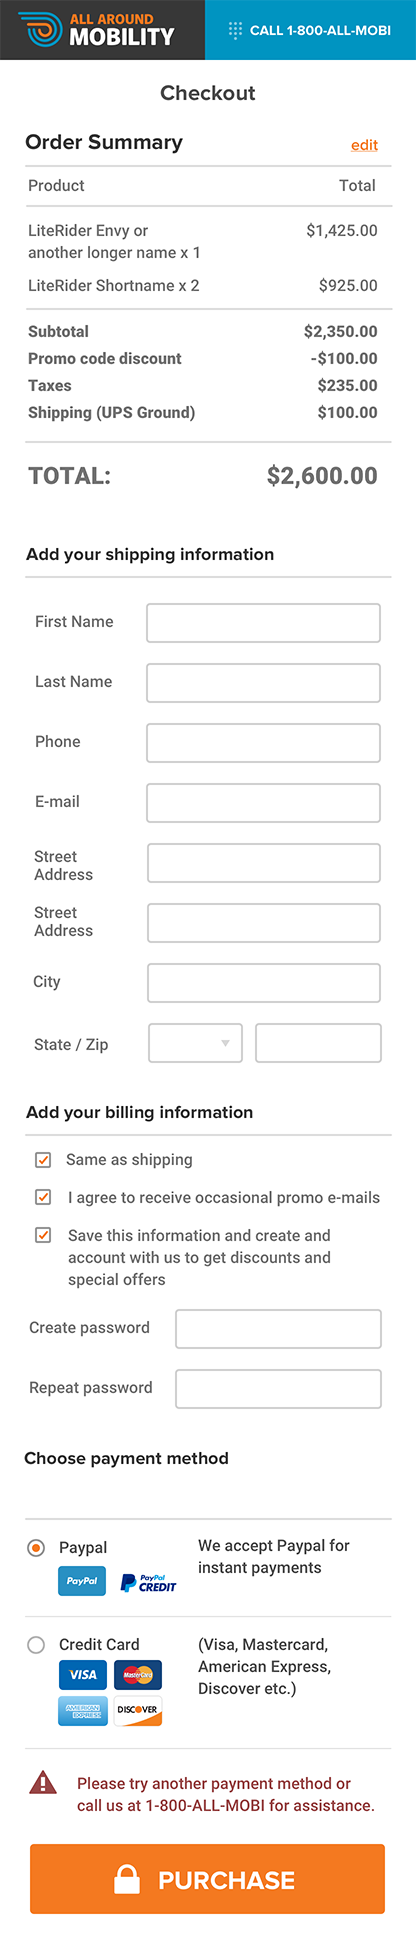 ALL AROUND
MOBILITY
CALL 1-800-ALL-MOBI
Checkout
Order Summary
edit
Product Total
LiteRider Envy or $1,425.00
another longer name x 1
LiteRider Shortname x 2 $925.00
Subtotal $2,350.00
Promo code discount -$100.00
Taxes $235.00
Shipping (UPS Ground) $100.00
TOTAL: $2,600.00
Add your shipping information
First Name
Last Name
Phone
E-mail
Street
Address
Street
Address
City
State / Zip
Add your billing information
Same as shipping
I agree to receive occasional promo e-mails
Save this information and create and
account with us to get discounts and
special offers
Create password
Repeat password
Choose payment method
Paypal
We accept Paypal for
instant payments
PayPal
PayPal
CREDIT
Credit Card
(Visa, Mastercard,
American Express,
Discover etc.)
VISA
MasterCard
AMERICAN
EXPRESS
DISCOVER
Please try another payment method or
call us at 1-800-ALL-MOBI for assistance.
PURCHASE